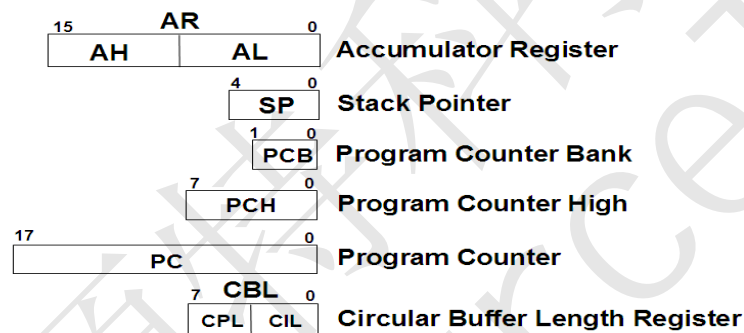 AR
15 0
AH AL Accumulator Register
4 0
SP Stack Pointer
1 0
PCB Program Counter Bank
7 0
PCH Program Counter High
17 0
PC Program Counter
7 CBL 0
CPL CIL Circular Buffer Length Register